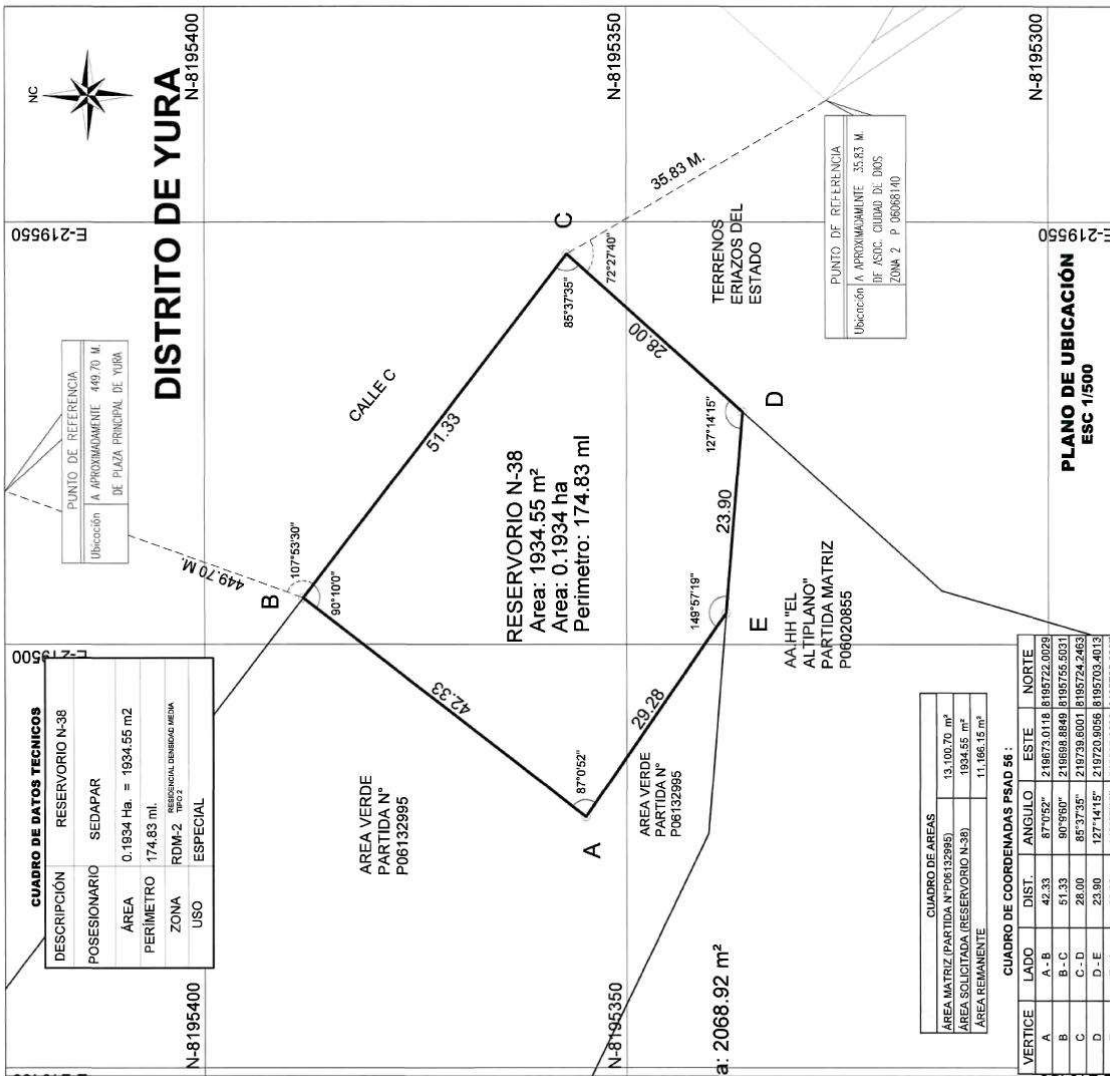 NC
DISTRITO DE YURA
N-8195400
N-8195350
N-8195300
E-219550
PUNTO DE REFERENCIA
Ubicación A APROXIMADAMENTE 449.70 M.
DE PLAZA PRINCIPAL DE YURA
449.70 M.
CUADRO DE DATOS TECNICOS
DESCRIPCIÓN RESERVORIO N-38
POSESIONARIO SEDAPAR
ÁREA 0.1934 Ha. = 1934.55 m2
PERÍMETRO 174.83 ml.
ZONA RDM-2 RESIDENCIAL DENSIDAD MEDIA TIPO 2
USO ESPECIAL
E-219500
B
107°53'30"
90°10'0"
CALLE C
51.33
C
85°37'35"
72°27'40"
35.83 M.
42.33
RESERVORIO N-38
Area: 1934.55 m²
Area: 0.1934 ha
Perimetro: 174.83 ml
28.00
TERRENOS
ERIAZOS DEL
ESTADO
PUNTO DE REFERENCIA
Ubicación A APROXIMADAMENTE 35.83 M.
DE ASOC. CIUDAD DE DIOS
ZONA 2 P 06068140
127°14'15"
D
23.90
149°57'19"
E
29.28
87°0'52"
A
AREA VERDE
PARTIDA N°
P06132995
AREA VERDE
PARTIDA N°
P06132995
AA.HH "EL
ALTIPLANO"
PARTIDA MATRIZ
P06020855
N-8195400
N-8195350
a: 2068.92 m²
E-219550
PLANO DE UBICACIÓN
ESC 1/500
CUADRO DE AREAS
ÁREA MATRIZ (PARTIDA N°P06132995) 13,100.70 m²
ÁREA SOLICITADA (RESERVORIO N-38) 1934.55 m²
ÁREA REMANENTE 11,166.15 m²
CUADRO DE COORDENADAS PSAD 56 :
VERTICE LADO DIST. ANGULO ESTE NORTE
A A - B 42.33 87°0'52" 219673.0118 8195722.0029
B B - C 51.33 90°9'60" 219698.8849 8195755.5031
C C - D 28.00 85°37'35" 219739.6001 8195724.2463
D D - E 23.90 127°14'15" 219720.9056 8195703.4013